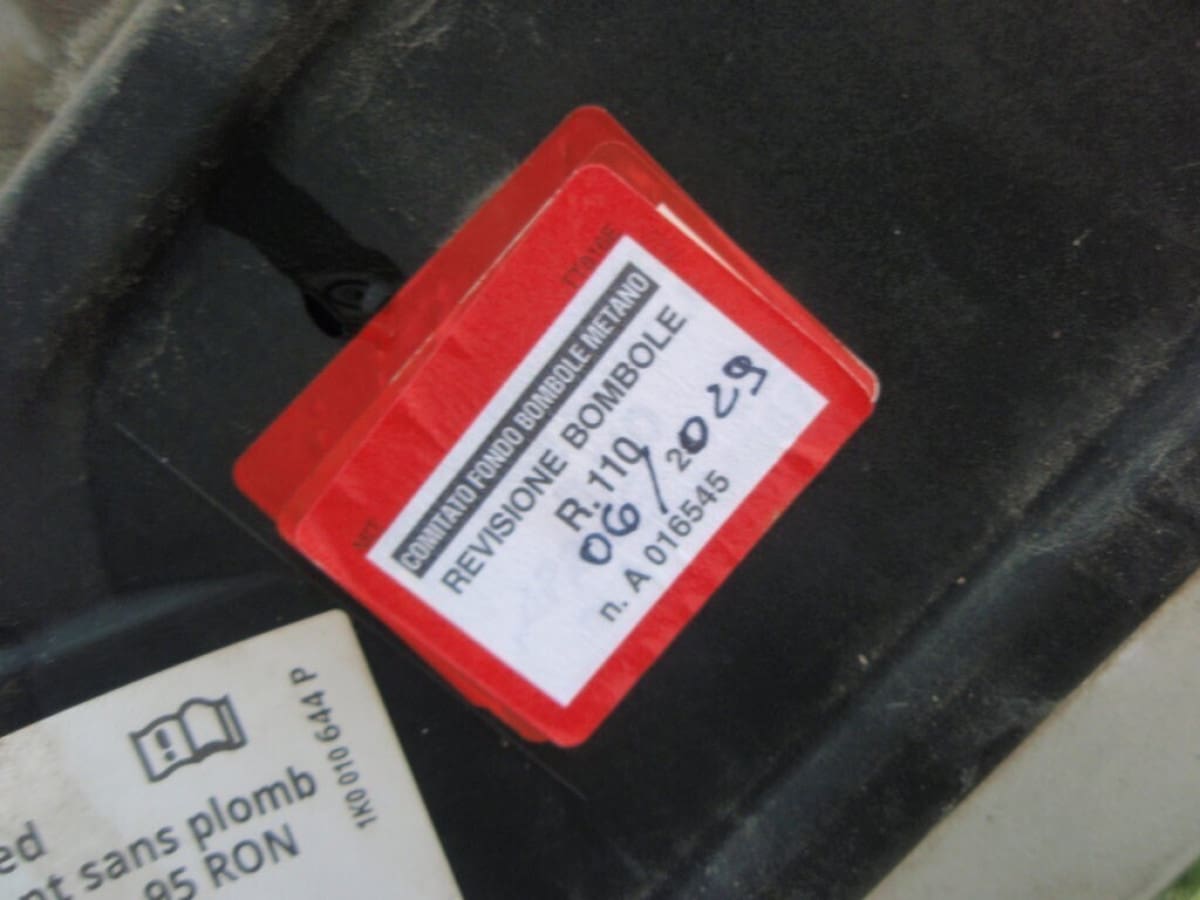 COMITATO FONDO BOMBOLE METANO
REVISIONE BOMBOLE
R. 110
06/2029
n. A 016545
1K0 010 644 P
sans plomb
95 RON